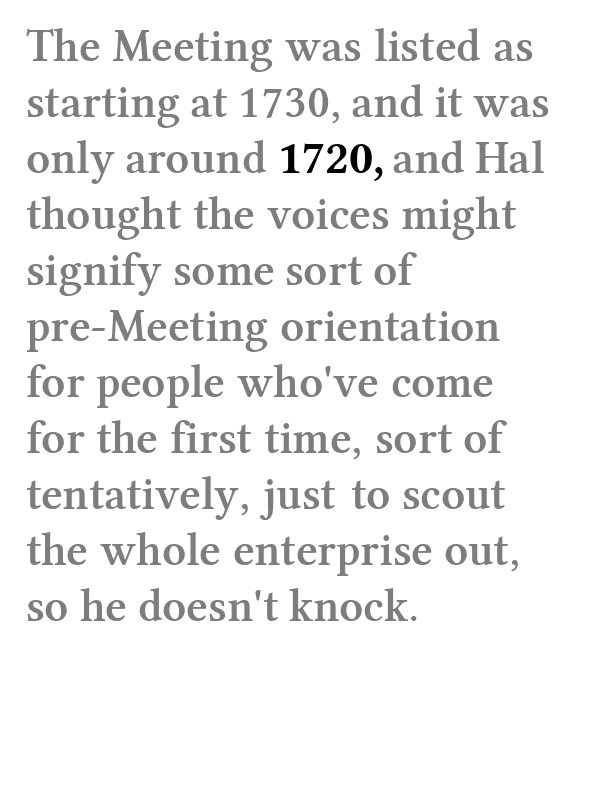 The Meeting was listed as
starting at 1730, and it was
only around 1720, and Hal
thought the voices might
signify some sort of
pre-Meeting orientation
for people who've come
for the first time, sort of
tentatively, just to scout
the whole enterprise out,
so he doesn't knock.